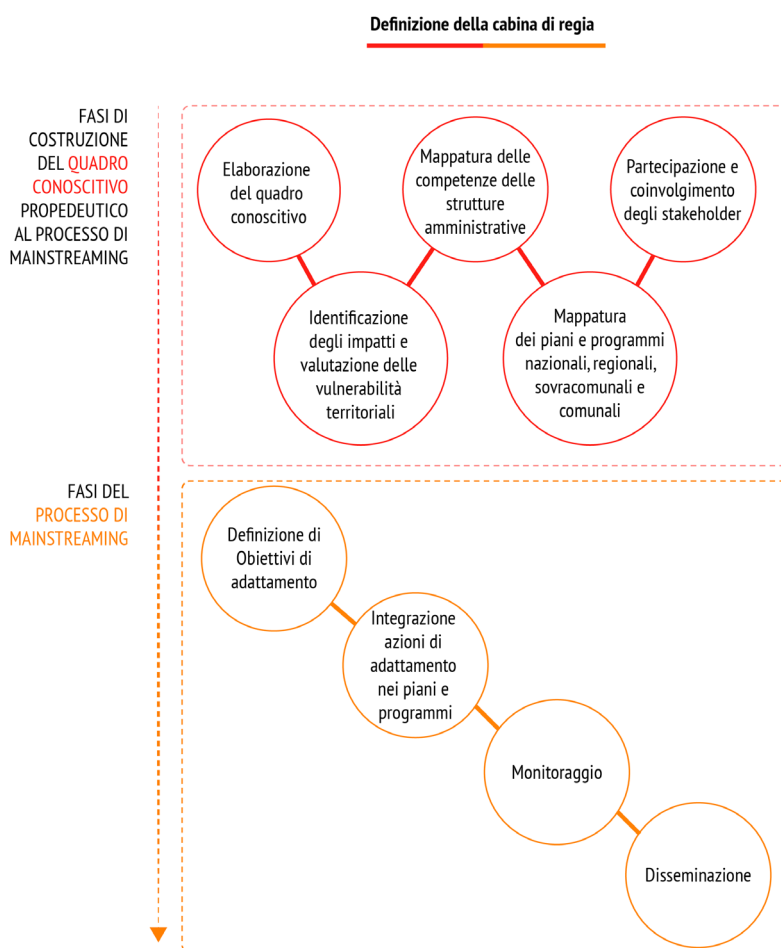 Definizione della cabina di regia
FASI DI
COSTRUZIONE
DEL QUADRO
CONOSCITIVO
PROPEDEUTICO
AL PROCESSO DI
MAINSTREAMING
Elaborazione
del quadro
conoscitivo
Identificazione
degli impatti e
valutazione delle
vulnerabilità
territoriali
Mappatura delle
competenze delle
strutture
amministrative
Mappatura
dei piani e programmi
nazionali, regionali,
sovracomunali e
comunali
Partecipazione e
coinvolgimento
degli stakeholder
FASI DEL
PROCESSO DI
MAINSTREAMING
Definizione di
Obiettivi di
adattamento
Integrazione
azioni di
adattamento
nei piani e
programmi
Monitoraggio
Disseminazione